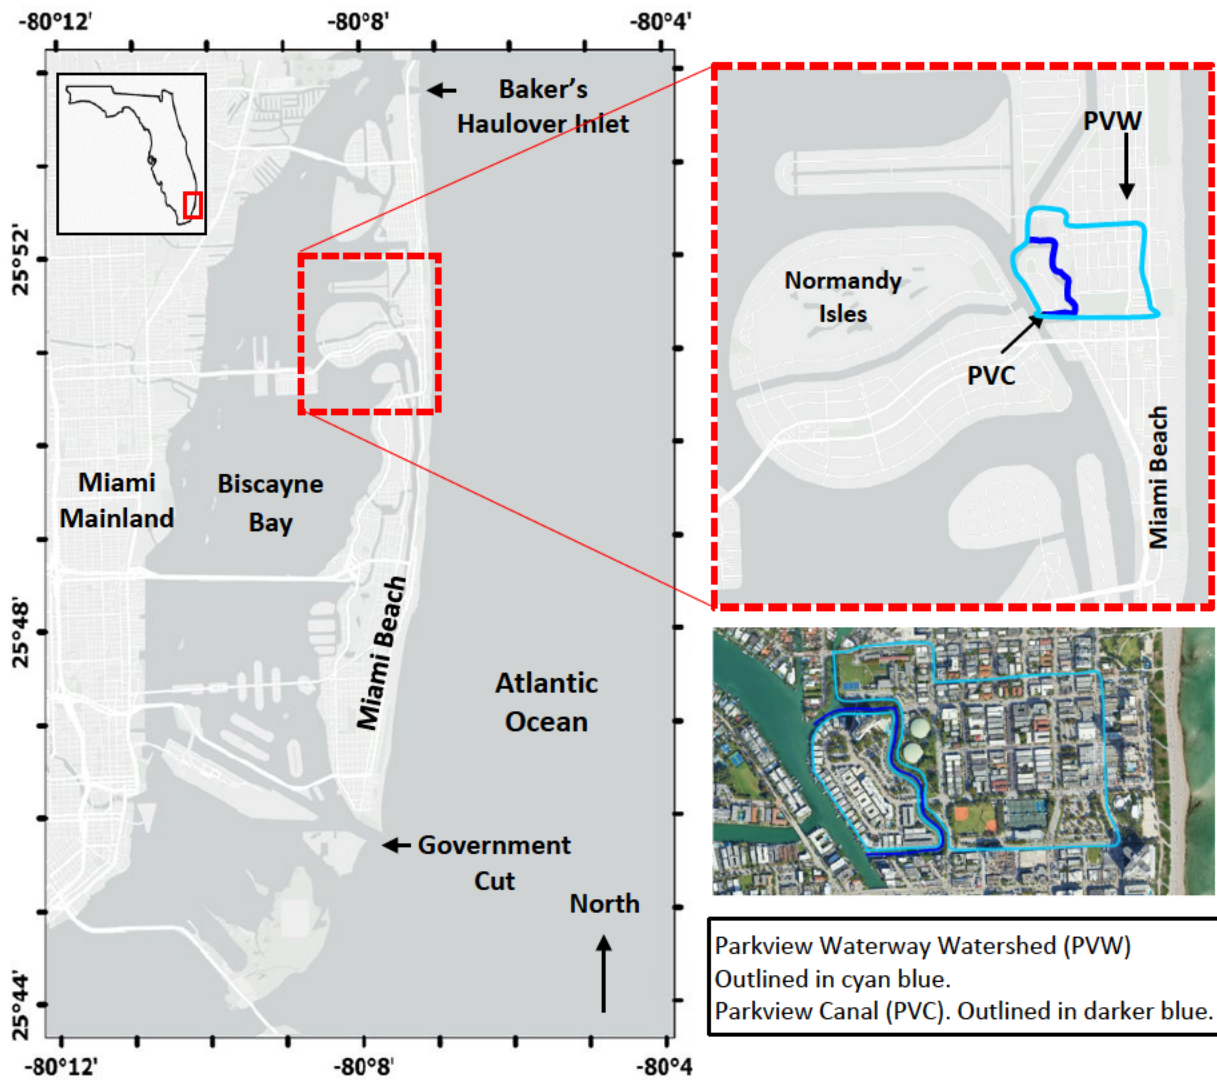 -80°12'
-80°8'
-80°4'
Baker's
Haulover Inlet
25°52'
25°48'
25°44'
Miami
Mainland
Biscayne
Bay
Miami Beach
Atlantic
Ocean
Government
Cut
North
-80°12'
-80°8'
-80°4
PVW
Normandy
Isles
PVC
Miami Beach
Parkview Waterway Watershed (PVW)
Outlined in cyan blue.
Parkview Canal (PVC). Outlined in darker blue.